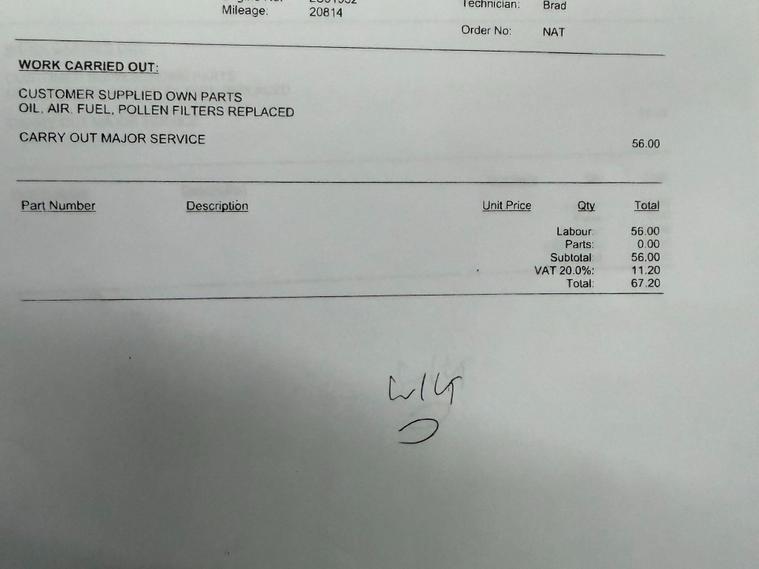 Mileage: 20814
Technician: Brad
Order No: NAT
WORK CARRIED OUT:
CUSTOMER SUPPLIED OWN PARTS
OIL, AIR, FUEL, POLLEN FILTERS REPLACED
CARRY OUT MAJOR SERVICE 56.00
Part Number Description Unit Price Qty Total
Labour: 56.00
Parts: 0.00
Subtotal: 56.00
VAT 20.0%: 11.20
Total: 67.20